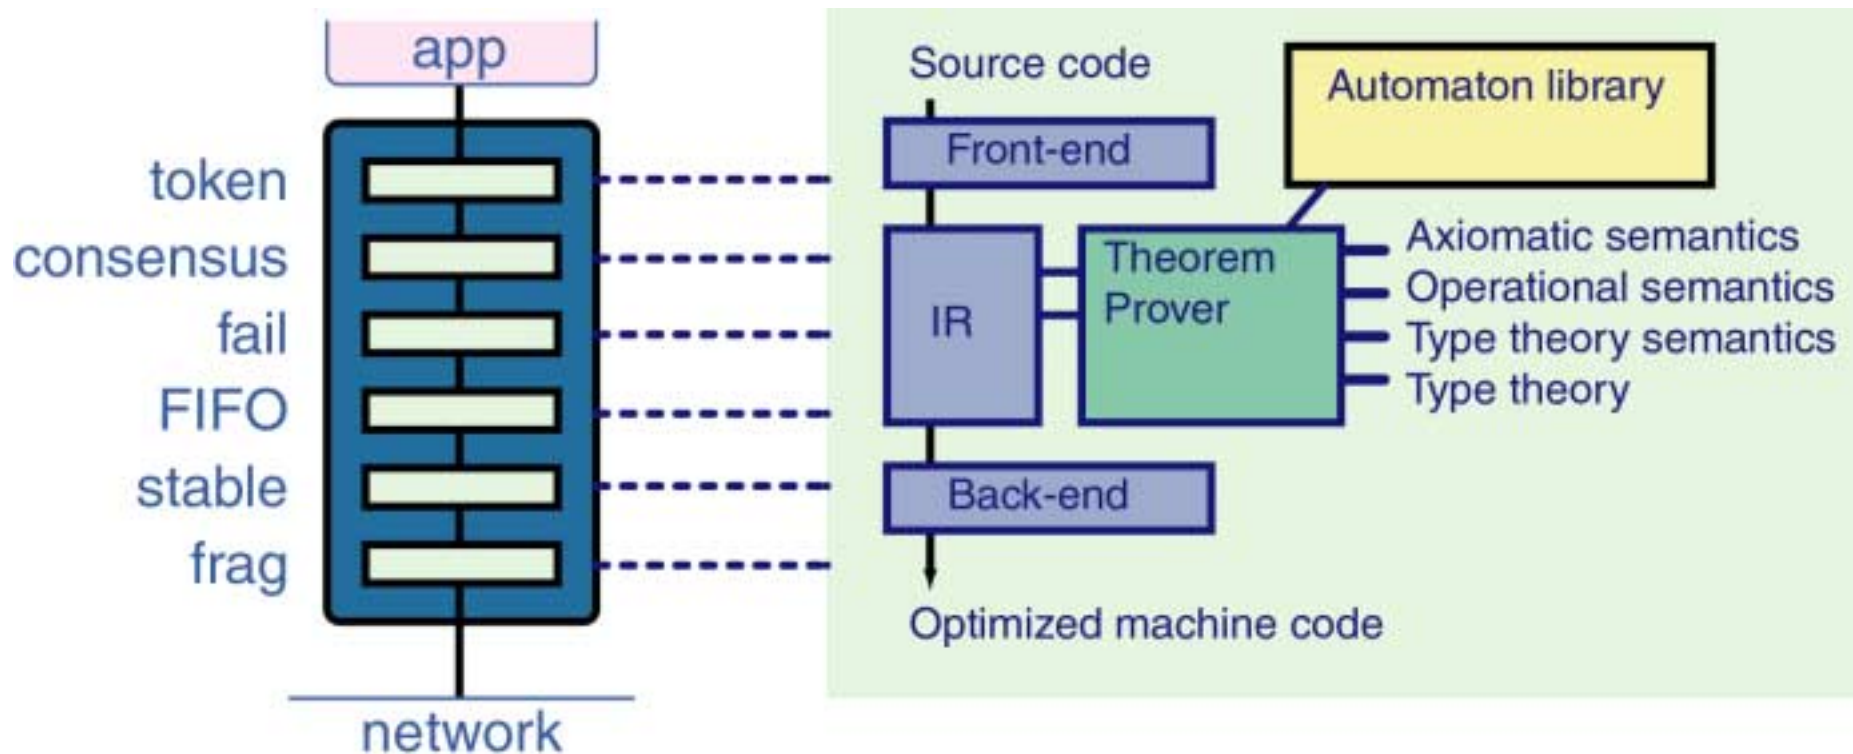 app
token
consensus
fail
FIFO
stable
frag
network
Source code
Front-end
IR
Theorem
Prover
Back-end
Optimized machine code
Automaton library
Axiomatic semantics
Operational semantics
Type theory semantics
Type theory